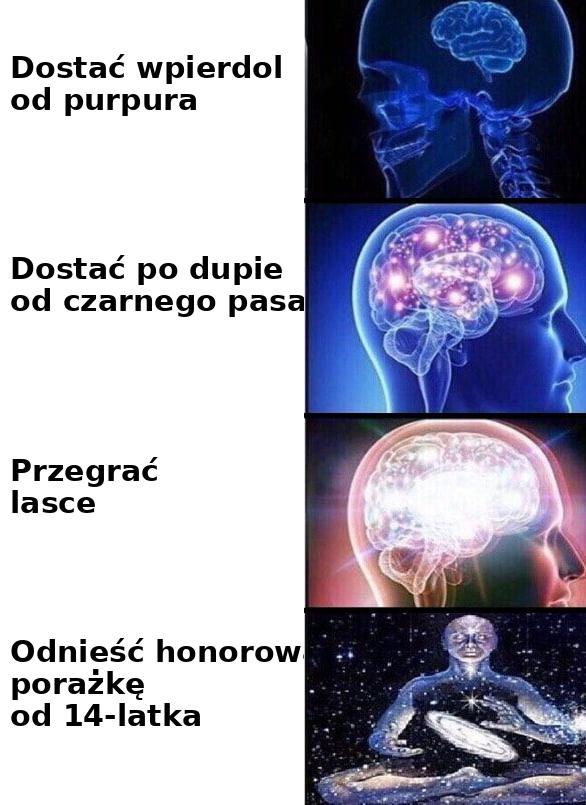 Dostać wpierdol
od purpura
Dostać po dupie
od czarnego pasa
Przegrać
lasce
Odnieść honorow
porażkę
od 14-latka